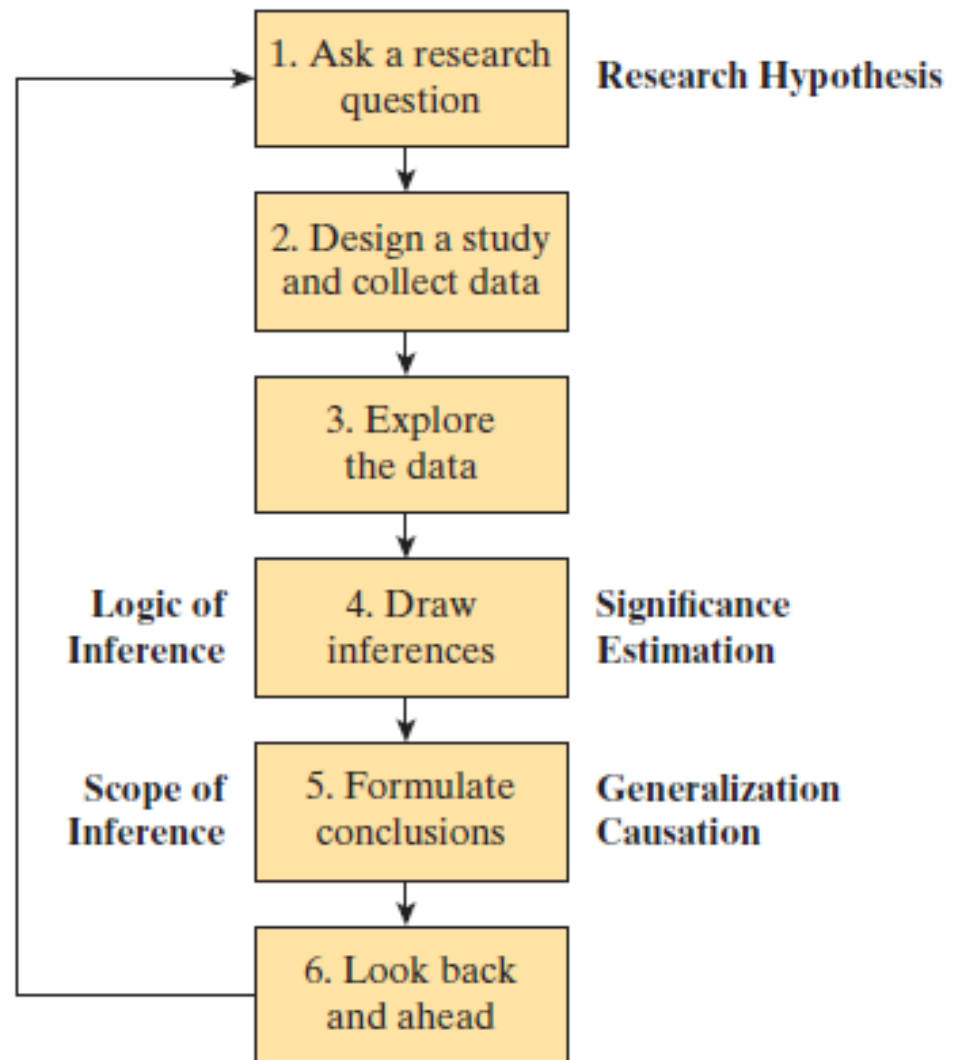 1. Ask a research
question
Research Hypothesis
2. Design a study
and collect data
3. Explore
the data
Logic of
Inference
4. Draw
inferences
Significance
Estimation
Scope of
Inference
5. Formulate
conclusions
Generalization
Causation
6. Look back
and ahead